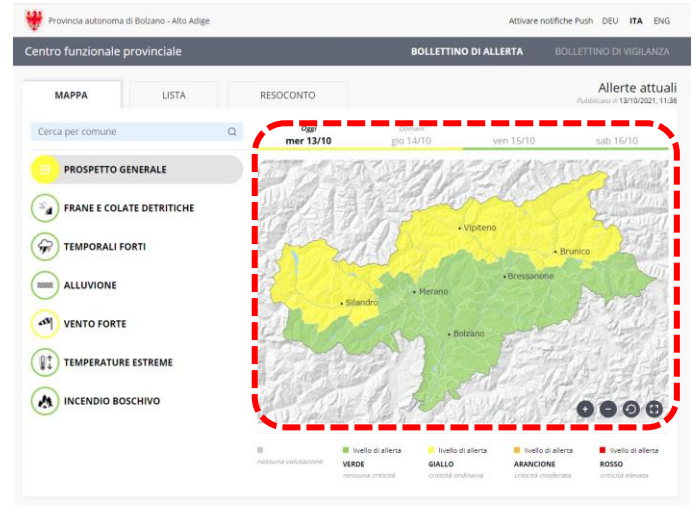 Provincia autonoma di Bolzano - Alto Adige
Attivare notifiche Push DEU ITA ENG
Centro funzionale provinciale
BOLLETTINO DI ALLERTA BOLLETTINO DI VIGILANZA
MAPPA LISTA RESOCONTO
Allerte attuali
Pubblicato il 13/10/2021, 11:36
Cerca per comune
Oggi Domani
mer 13/10 gio 14/10 ven 15/10 sab 16/10
PROSPETTO GENERALE
FRANE E COLATE DETRITICHE
TEMPORALI FORTI
ALLUVIONE
VENTO FORTE
TEMPERATURE ESTREME
INCENDIO BOSCHIVO
Vipiteno
Brunico
Bressanone
Merano
Silandro
Bolzano
nessuna valutazione
livello di allerta
VERDE
nessuna criticità
livello di allerta
GIALLO
criticità ordinaria
livello di allerta
ARANCIONE
criticità moderata
livello di allerta
ROSSO
criticità elevata